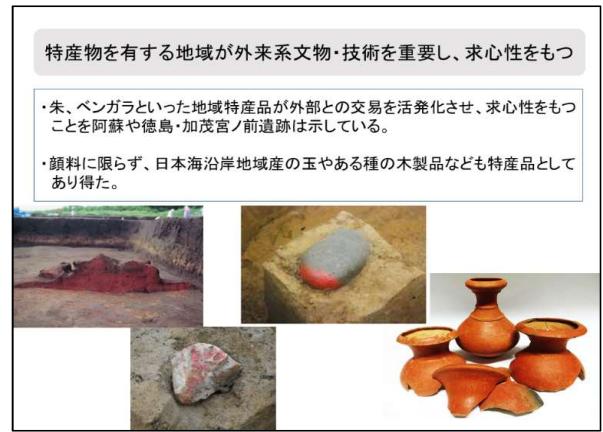 特産物を有する地域が外来系文物・技術を重要し、求心性をもつ
・朱、ベンガラといった地域特産品が外部との交易を活発化させ、求心性をもつ
ことを阿蘇や徳島・加茂宮ノ前遺跡は示している。
・顔料に限らず、日本海沿岸地域産の玉やある種の木製品なども特産品として
あり得た。